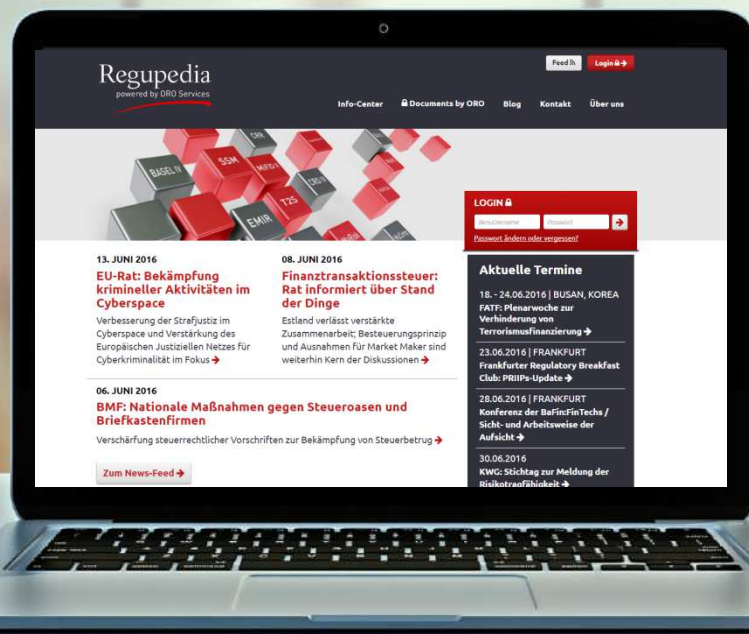 Regupedia
powered by DRO Services
Feed
Login
Info-Center
Documents by DRO
Blog
Kontakt
Über uns
BASEL IV
SSM
CRR
MiFID II
T2S
CRD IV
EMIR
LOGIN
Benutzername
Passwort
Passwort ändern oder vergessen?
13. JUNI 2016
EU-Rat: Bekämpfung
krimineller Aktivitäten im
Cyberspace
Verbesserung der Strafjustiz im
Cyberspace und Verstärkung des
Europäischen Justiziellen Netzes für
Cyberkriminalität im Fokus
08. JUNI 2016
Finanztransaktionssteuer:
Rat informiert über Stand
der Dinge
Estland verlässt verstärkte
Zusammenarbeit; Besteuerungsprinzip
und Ausnahmen für Market Maker sind
weiterhin Kern der Diskussionen
06. JUNI 2016
BMF: Nationale Maßnahmen gegen Steueroasen und
Briefkastenfirmen
Verschärfung steuerrechtlicher Vorschriften zur Bekämpfung von Steuerbetrug
Zum News-Feed
Aktuelle Termine
18. - 24.06.2016 | BUSAN, KOREA
FATF: Plenarwoche zur
Verhinderung von
Terrorismusfinanzierung
23.06.2016 | FRANKFURT
Frankfurter Regulatory Breakfast
Club: PRIIPs-Update
28.06.2016 | FRANKFURT
Konferenz der BaFin:FinTechs /
Sicht- und Arbeitsweise der
Aufsicht
30.06.2016
KWG: Stichtag zur Meldung der
Risikotragfähigkeit